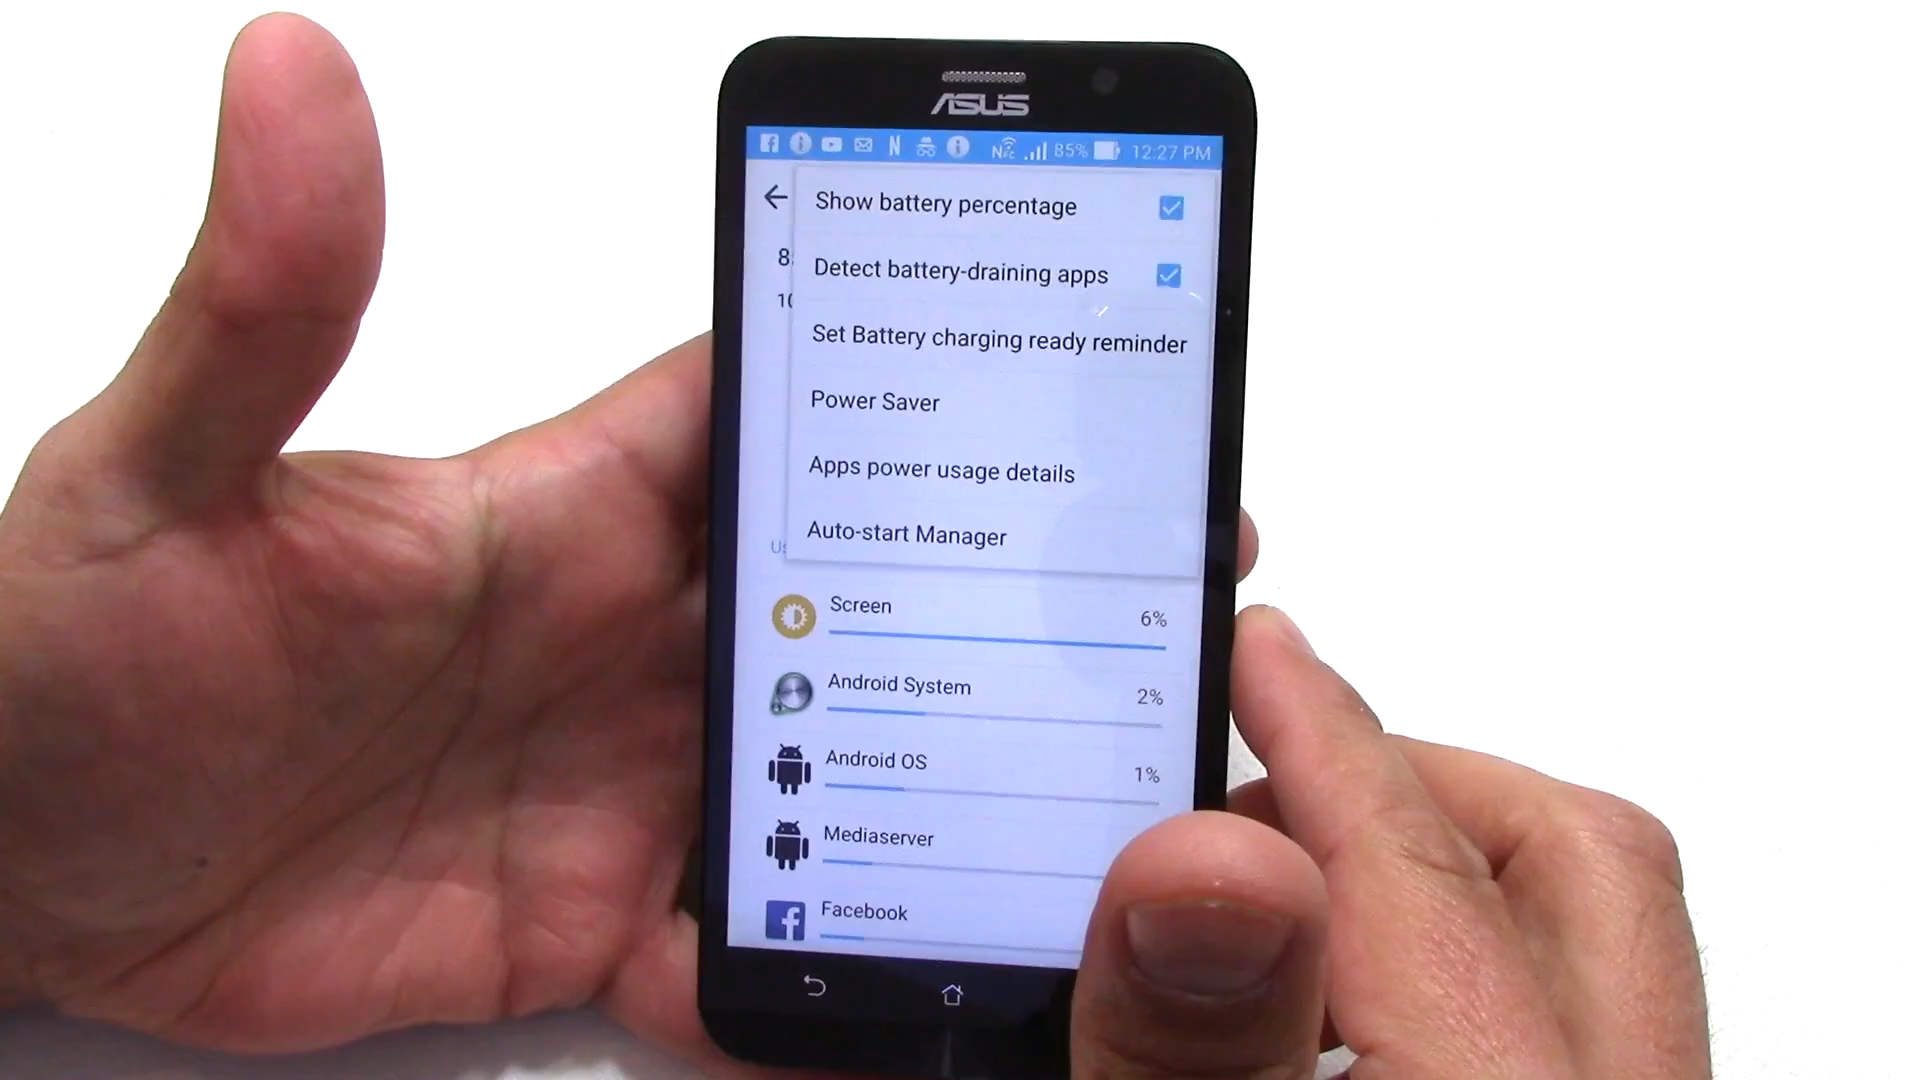 ASUS
N NFC 85% 12:27 PM
Show battery percentage
Detect battery-draining apps
Set Battery charging ready reminder
Power Saver
Apps power usage details
Auto-start Manager
Screen 6%
Android System 2%
Android OS 1%
Mediaserver
Facebook